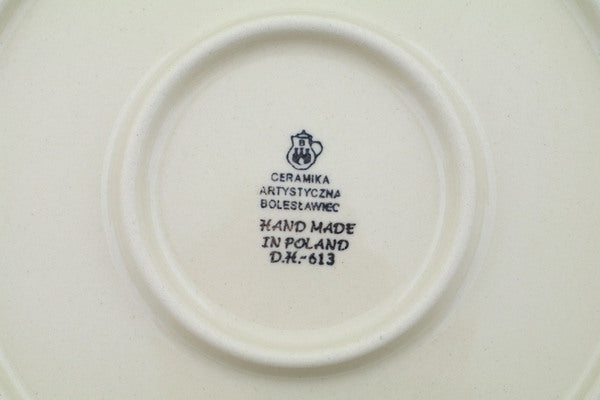 B
CERAMIKA
ARTYSTYCZNA
BOLESŁAWIEC
HAND MADE
IN POLAND
D.H.-613